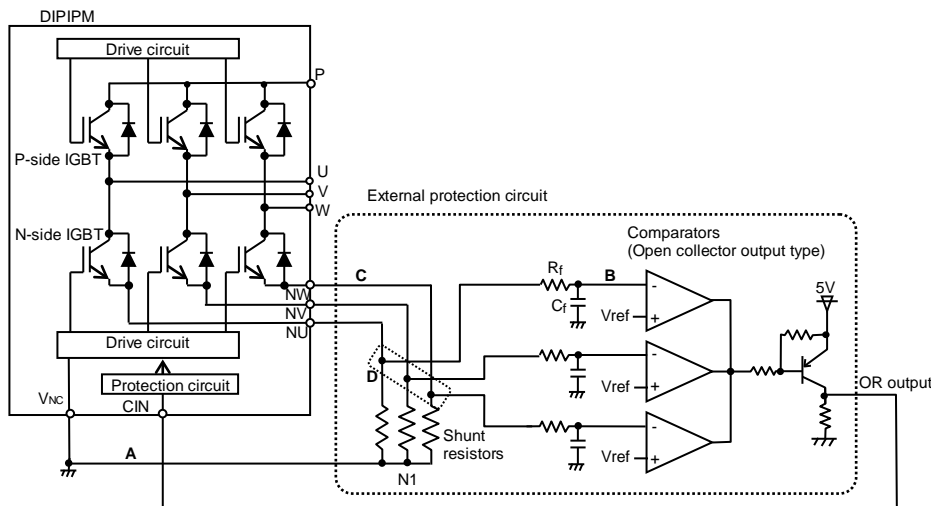 DIPIPM
Drive circuit
P
P-side IGBT
U
V
W
N-side IGBT
External protection circuit
Comparators
(Open collector output type)
C
Rf
B
Cf
Vref
5V
NW
NV
NU
Drive circuit
D
Vref
Protection circuit
OR output
VNC
CIN
Shunt
resistors
Vref
A
N1
-
+
-
+
-
+